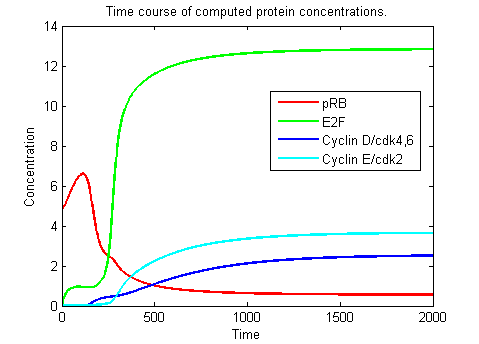 Time course of computed protein concentrations.
14
12
10
8
6
4
2
0
Concentration
pRB
E2F
Cyclin D/cdk4,6
Cyclin E/cdk2
0
500
1000
1500
2000
Time